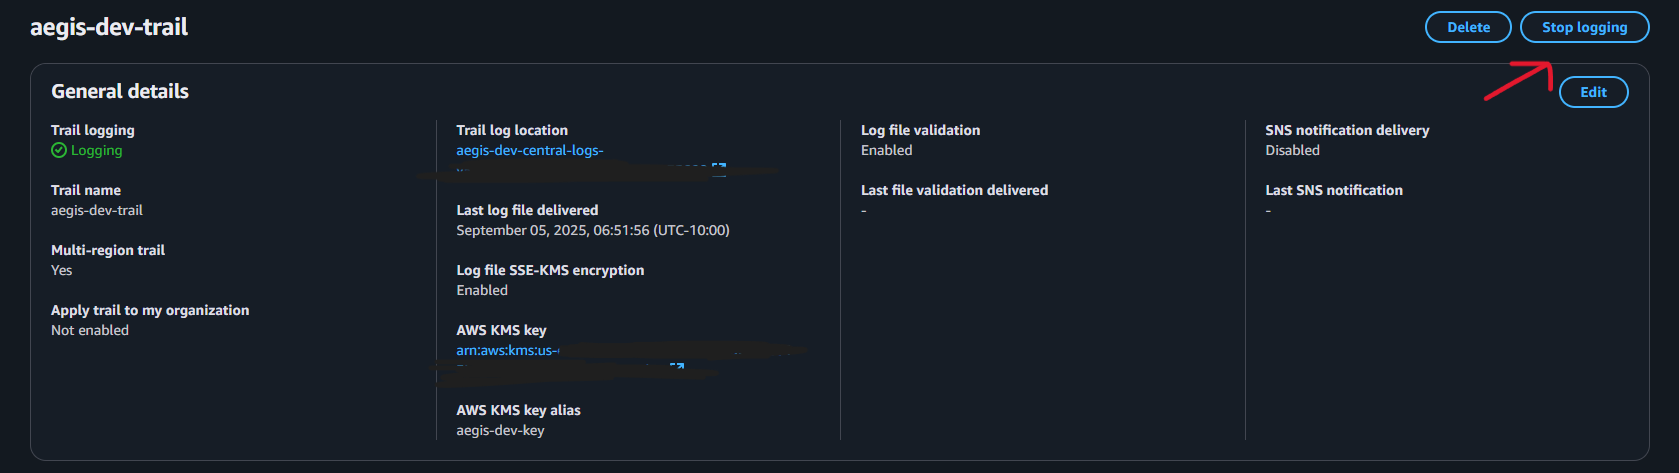 aegis-dev-trail
Delete
Stop logging
General details
Edit
Trail logging
Logging
Trail name
aegis-dev-trail
Multi-region trail
Yes
Apply trail to my organization
Not enabled
Trail log location
aegis-dev-central-logs-
Last log file delivered
September 05, 2025, 06:51:56 (UTC-10:00)
Log file SSE-KMS encryption
Enabled
AWS KMS key
arn:aws:kms:us-
AWS KMS key alias
aegis-dev-key
Log file validation
Enabled
Last file validation delivered
-
SNS notification delivery
Disabled
Last SNS notification
-